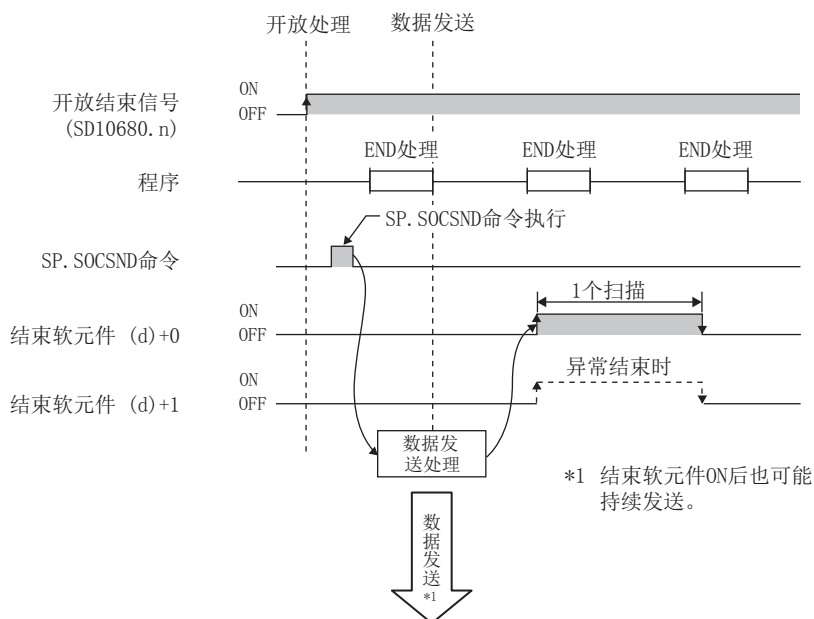 开放处理
数据发送
开放结束信号
(SD10680.n)
ON
OFF
END处理
END处理
END处理
程序
SP.SOCSND命令执行
SP.SOCSND命令
1个扫描
结束软元件 (d)+0
ON
OFF
异常结束时
结束软元件 (d)+1
ON
OFF
数据发
送处理
*1 结束软元件ON后也可能
持续发送。
数据发送
*1